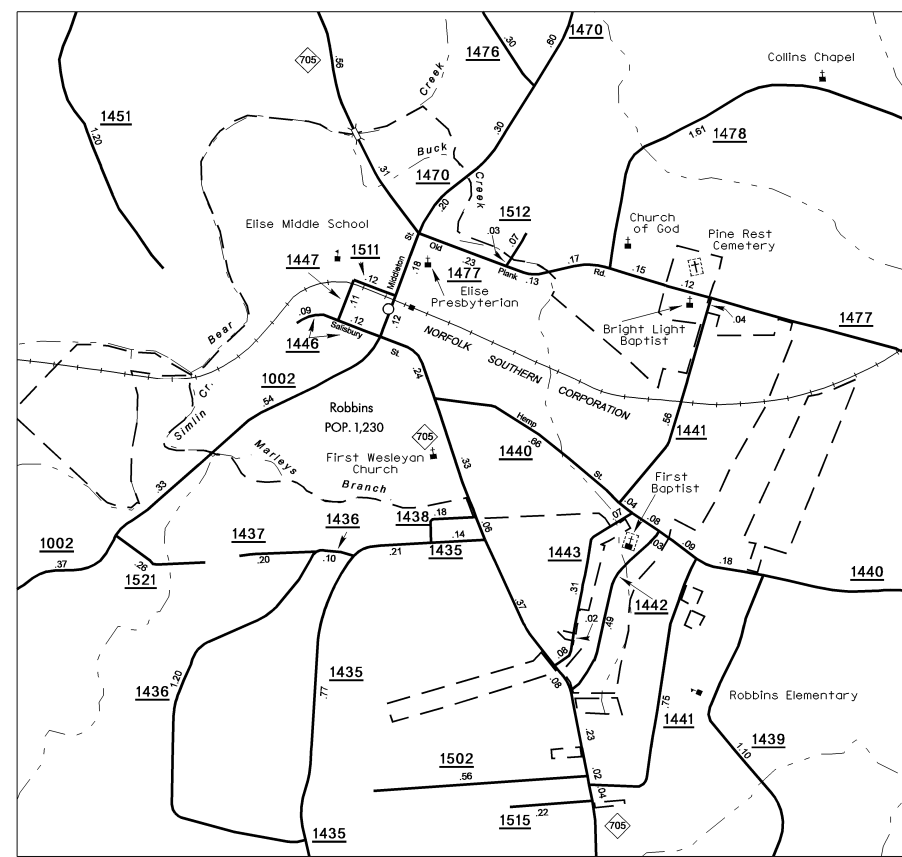 1470
.30
.60
1476
705
.56
Collins Chapel
Creek
1451
1.20
.30
1.61
1478
Buck
.31
1470
Creek
.20
1512
Church
of God
Pine Rest
Cemetery
Elise Middle School
St.
.03
.07
Old
.23
Plank
.13
.17
Rd.
.15
.12
1511
Middleton
.18
1477
1447
.12
Elise
Presbyterian
.11
.04
1477
.09
.12
.12
Bright Light
Baptist
Salisbury
St.
1446
NORFOLK SOUTHERN CORPORATION
Bear
.24
1002
.54
Simlin Cr.
Robbins
POP. 1,230
Hemp
.66
.56
1441
705
1440
First Wesleyan
Church
.33
Marleys
Branch
St.
First
Baptist
.33
.04
.07
.08
1438
.18
.06
1436
1437
.14
.03
.09
1002
.37
.26
1521
.20
.10
.21
1435
1443
.18
1440
.31
1442
.37
.02
.49
1436
1.20
1435
.77
.08
.08
Robbins Elementary
.75
1441
.23
1439
1.10
1502
.56
.02
.04
1515
.22
1435
705